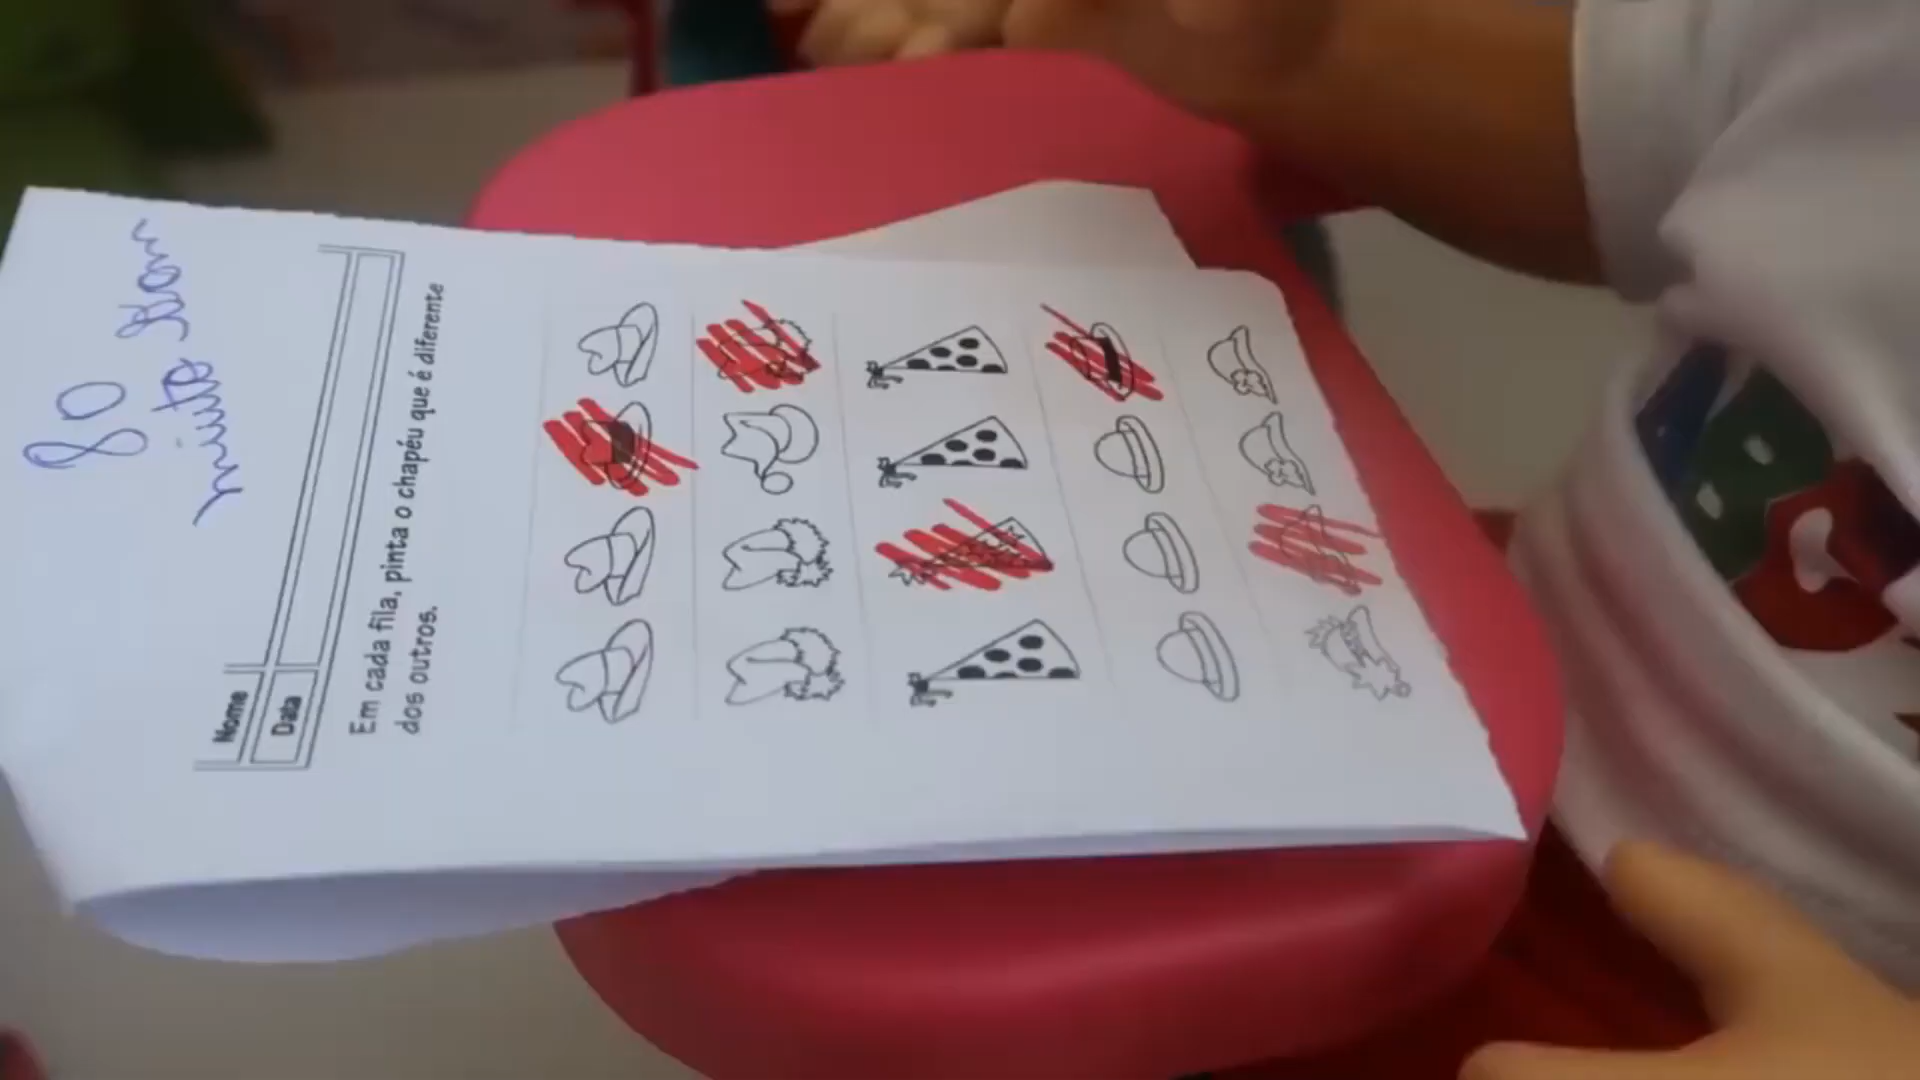 80
muito bom
Nome
Data
Em cada fila, pinta o chapéu que é diferente
dos outros.